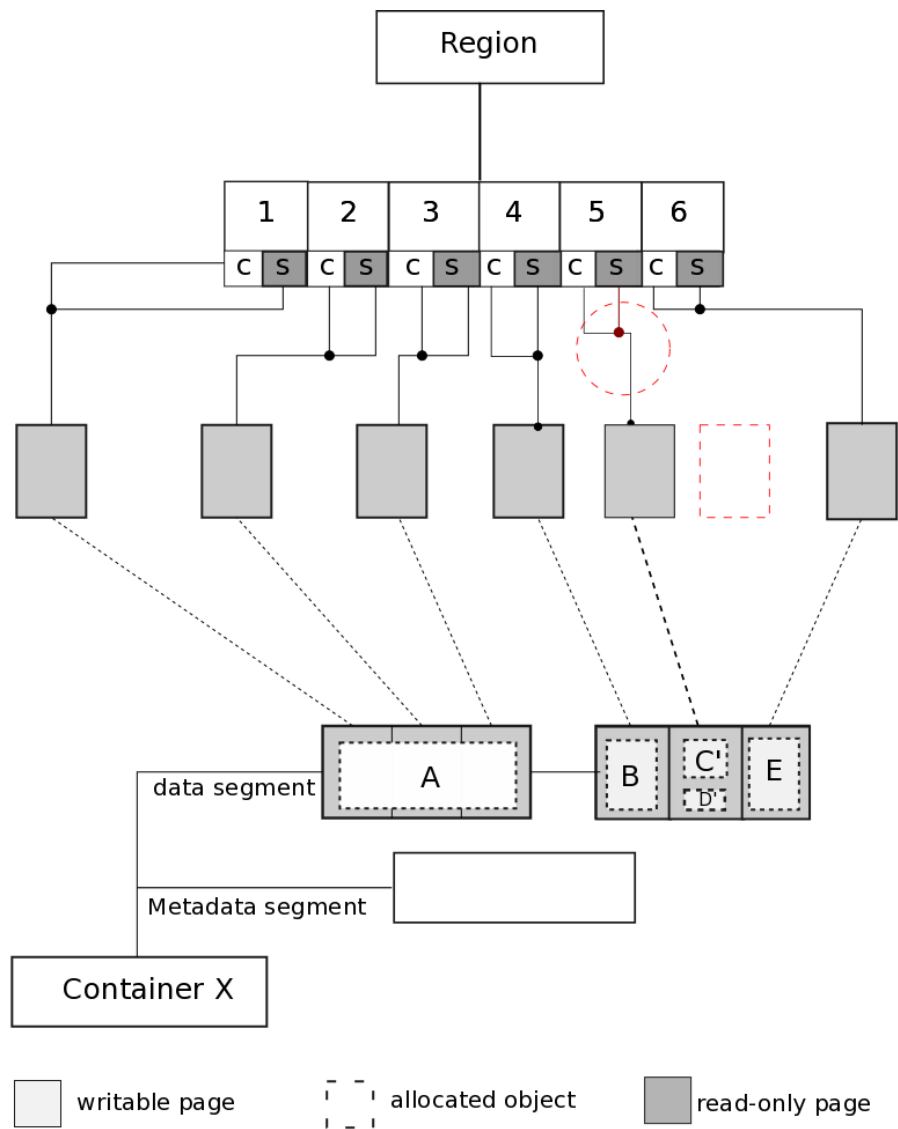 Region
1 2 3 4 5 6
C S C S C S C S C S C S
A
B
C'
D'
E
data segment
Metadata segment
Container X
writable page
allocated object
read-only page